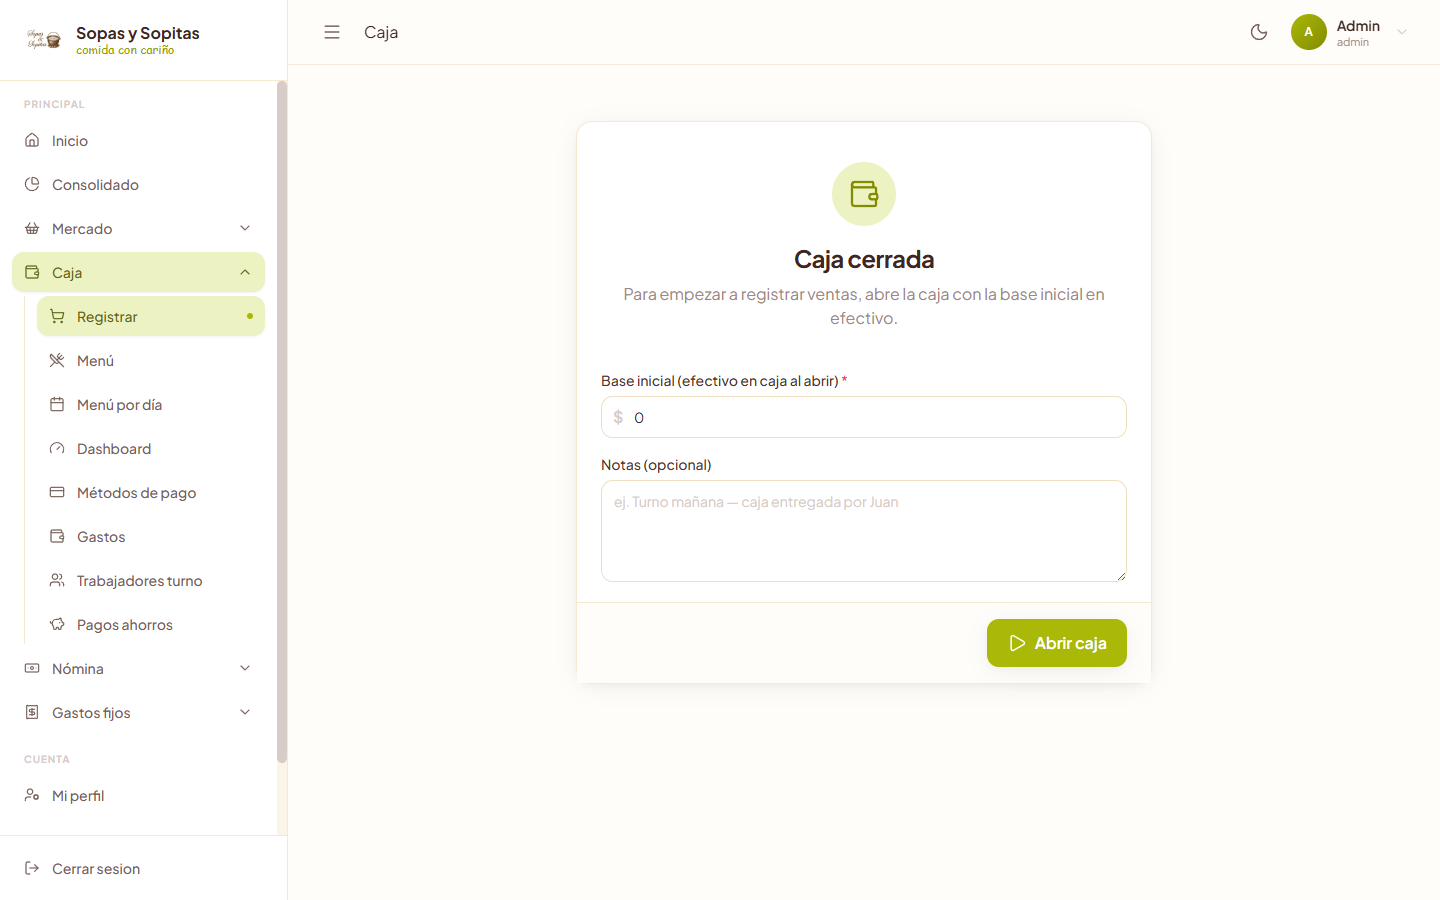 Sopas y Sopitas
comida con cariño
PRINCIPAL
Inicio
Consolidado
Mercado
Caja
Registrar
Menú
Menú por día
Dashboard
Métodos de pago
Gastos
Trabajadores turno
Pagos ahorros
Nómina
Gastos fijos
CUENTA
Mi perfil
Cerrar sesion
Caja
A
Admin
admin
Caja cerrada
Para empezar a registrar ventas, abre la caja con la base inicial en
efectivo.
Base inicial (efectivo en caja al abrir) *
$ 0
Notas (opcional)
ej. Turno mañana — caja entregada por Juan
Abrir caja